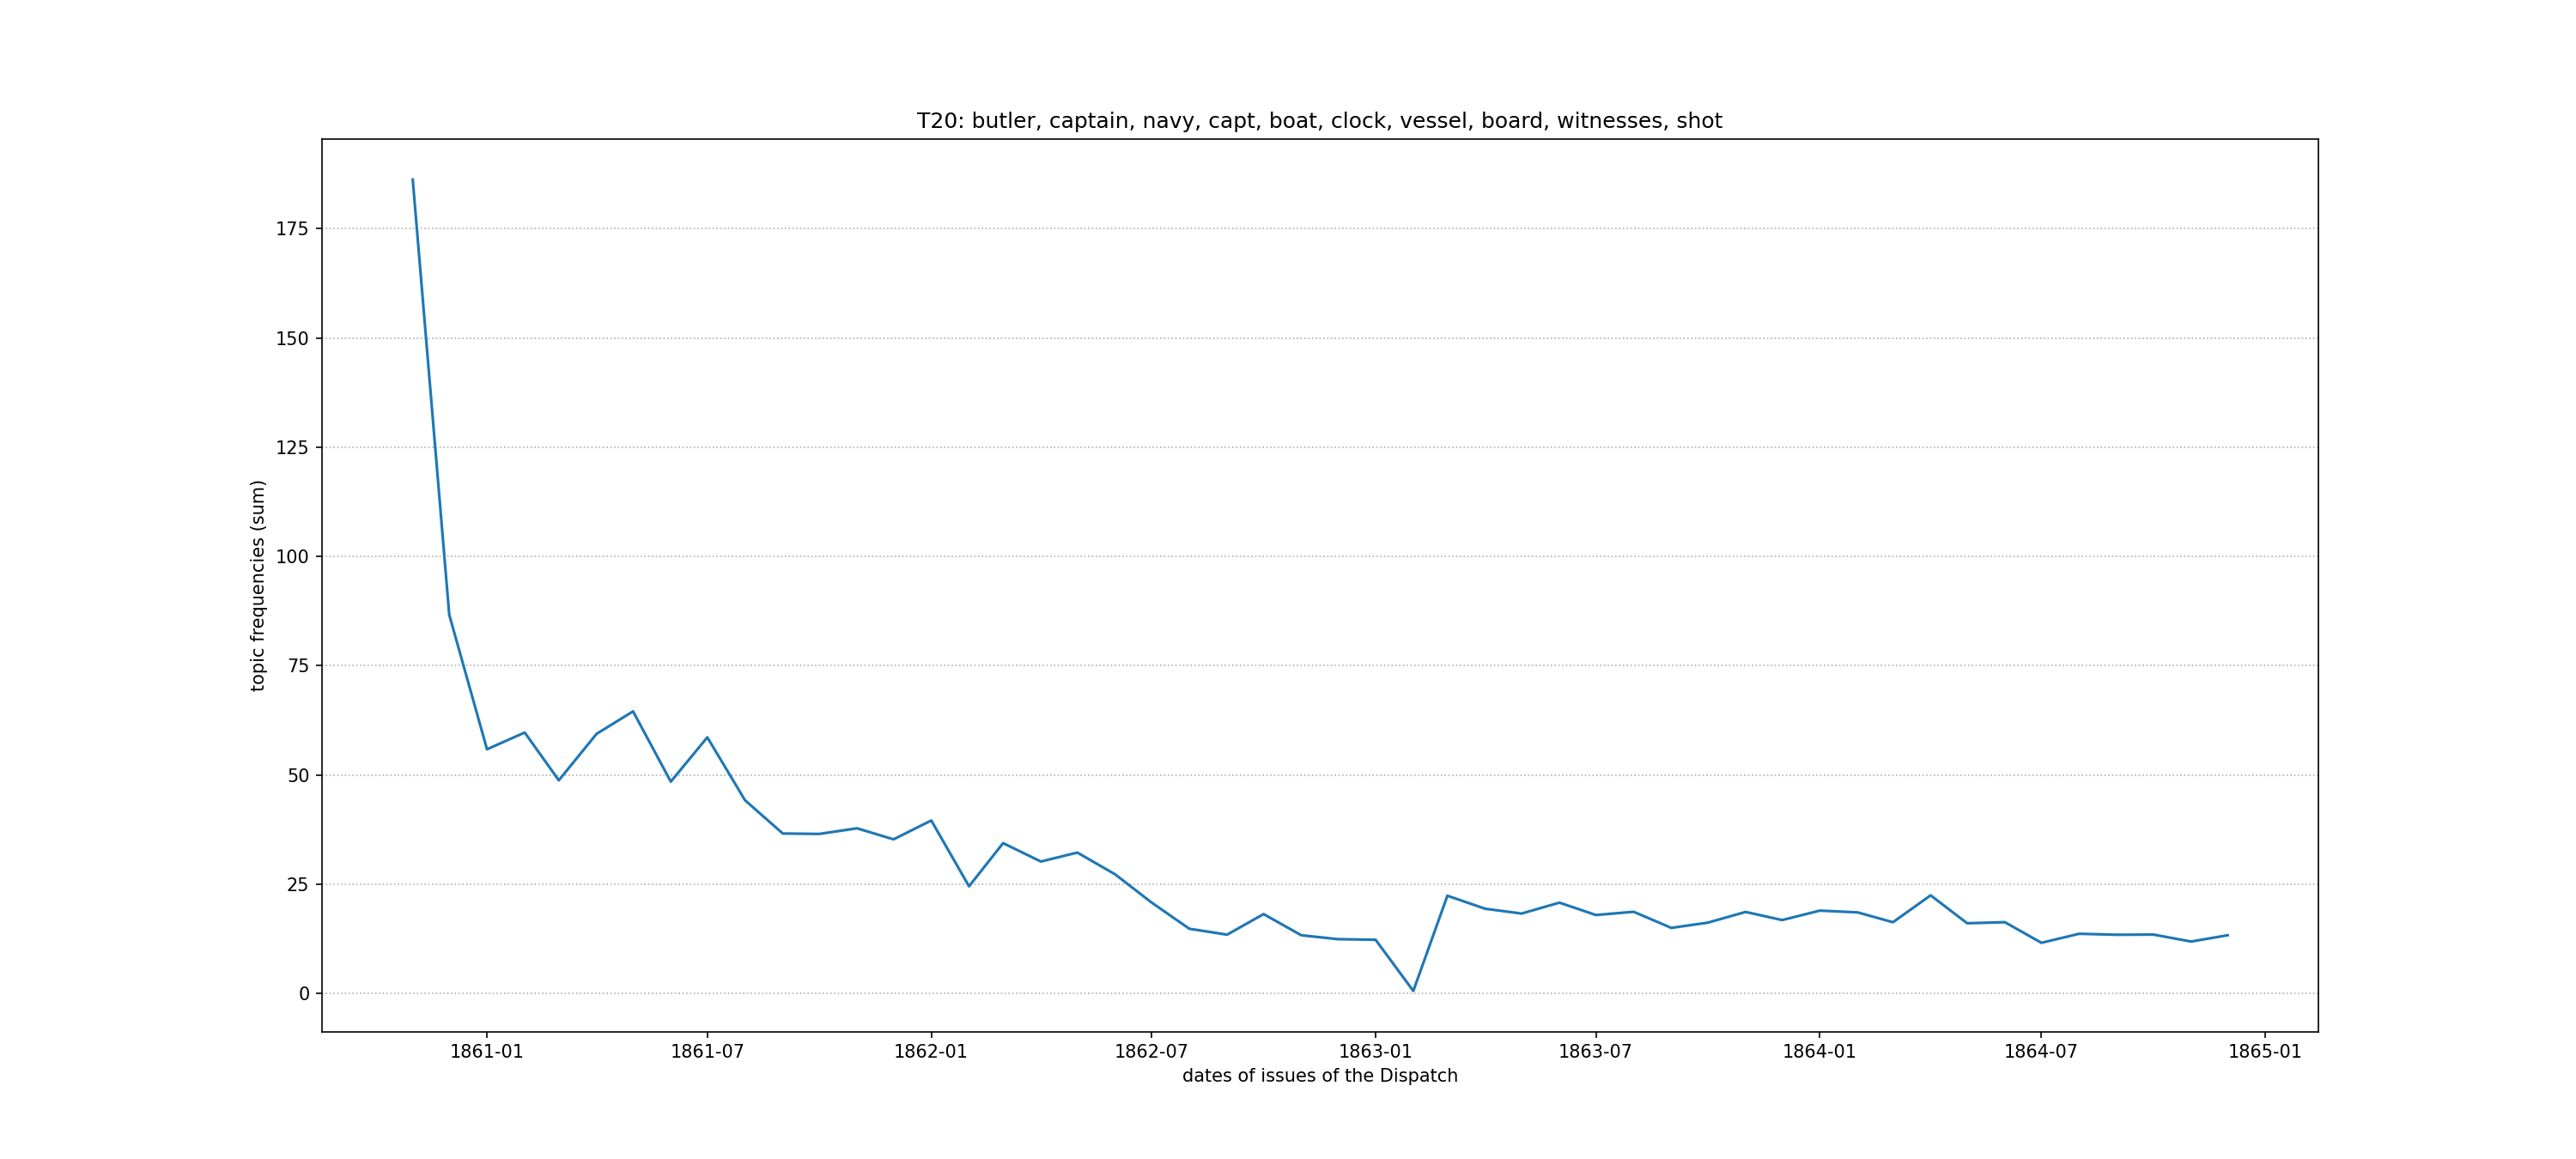 T20: butler, captain, navy, capt, boat, clock, vessel, board, witnesses, shot
topic frequencies (sum)
175
150
125
100
75
50
25
0
1861-01 1861-07 1862-01 1862-07 1863-01 1863-07 1864-01 1864-07 1865-01
dates of issues of the Dispatch